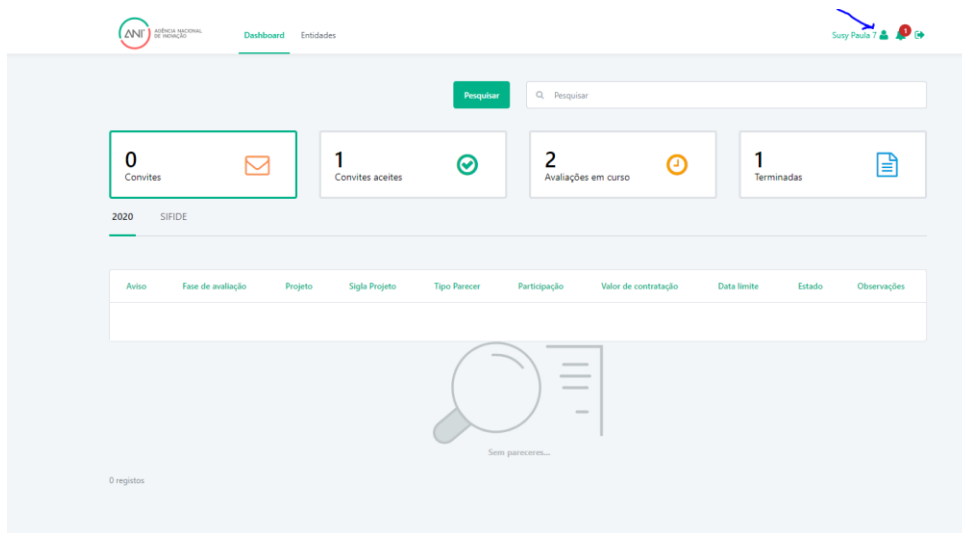 ANI AGÊNCIA NACIONAL
DE INOVAÇÃO
Dashboard Entidades
Susy Paula 7
1
Pesquisar Pesquisar
0
Convites
1
Convites aceites
2
Avaliações em curso
1
Terminadas
2020 SIFIDE
Aviso Fase de avaliação Projeto Sigla Projeto Tipo Parecer Participação Valor de contratação Data limite Estado Observações
Sem pareceres...
0 registos